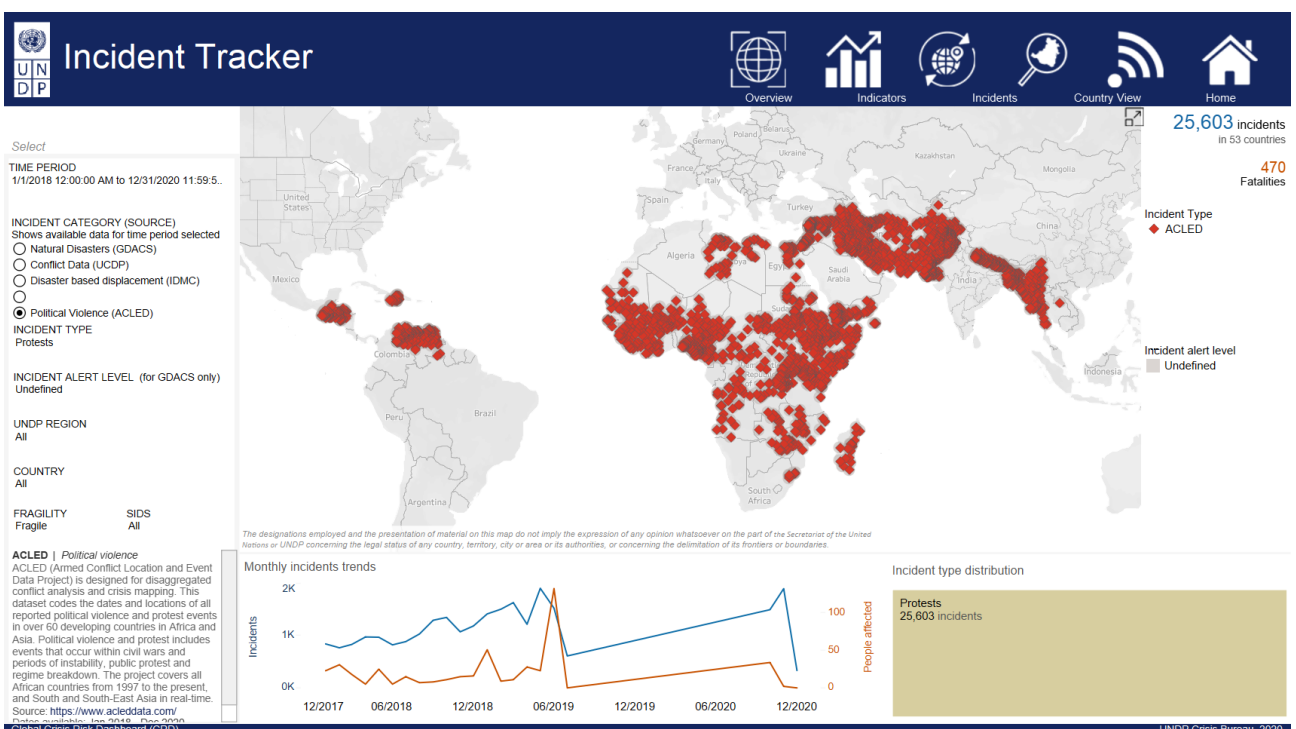 UN
DP
Incident Tracker
Overview
Indicators
Incidents
Country View
Home
Select
TIME PERIOD
1/1/2018 12:00:00 AM to 12/31/2020 11:59:5..
INCIDENT CATEGORY (SOURCE)
Shows available data for time period selected
Natural Disasters (GDACS)
Conflict Data (UCDP)
Disaster based displacement (IDMC)
Political Violence (ACLED)
INCIDENT TYPE
Protests
INCIDENT ALERT LEVEL (for GDACS only)
Undefined
UNDP REGION
All
COUNTRY
All
FRAGILITY SIDS
Fragile All
ACLED | Political violence
ACLED (Armed Conflict Location and Event
Data Project) is designed for disaggregated
conflict analysis and crisis mapping. This
dataset codes the dates and locations of all
reported political violence and protest events
in over 60 developing countries in Africa and
Asia. Political violence and protest includes
events that occur within civil wars and
periods of instability, public protest and
regime breakdown. The project covers all
African countries from 1997 to the present,
and South and South-East Asia in real-time.
Source: https://www.acleddata.com/
Dates available: Jan 2018 - Dec 2020
United
States
Mexico
Colombia
Peru
Brazil
Argentina
Germany
Poland
Belarus
Ukraine
France
Italy
Spain
Turkey
Kazakhstan
Mongolia
China
Algeria
Saudi
Arabia
India
Indonesia
South
Africa
25,603 incidents
in 53 countries
470
Fatalities
Incident Type
ACLED
Incident alert level
Undefined
The designations employed and the presentation of material on this map do not imply the expression of any opinion whatsoever on the part of the Secretariat of the United
Nations or UNDP concerning the legal status of any country, territory, city or area or its authorities, or concerning the delimitation of its frontiers or boundaries.
Monthly incidents trends
2K
1K
0K
Incidents
100
50
0
People affected
12/2017 06/2018 12/2018 06/2019 12/2019 06/2020 12/2020
Incident type distribution
Protests
25,603 incidents
Global Crisis Risk Dashboard (CRD)
UNDP Crisis Bureau, 2020